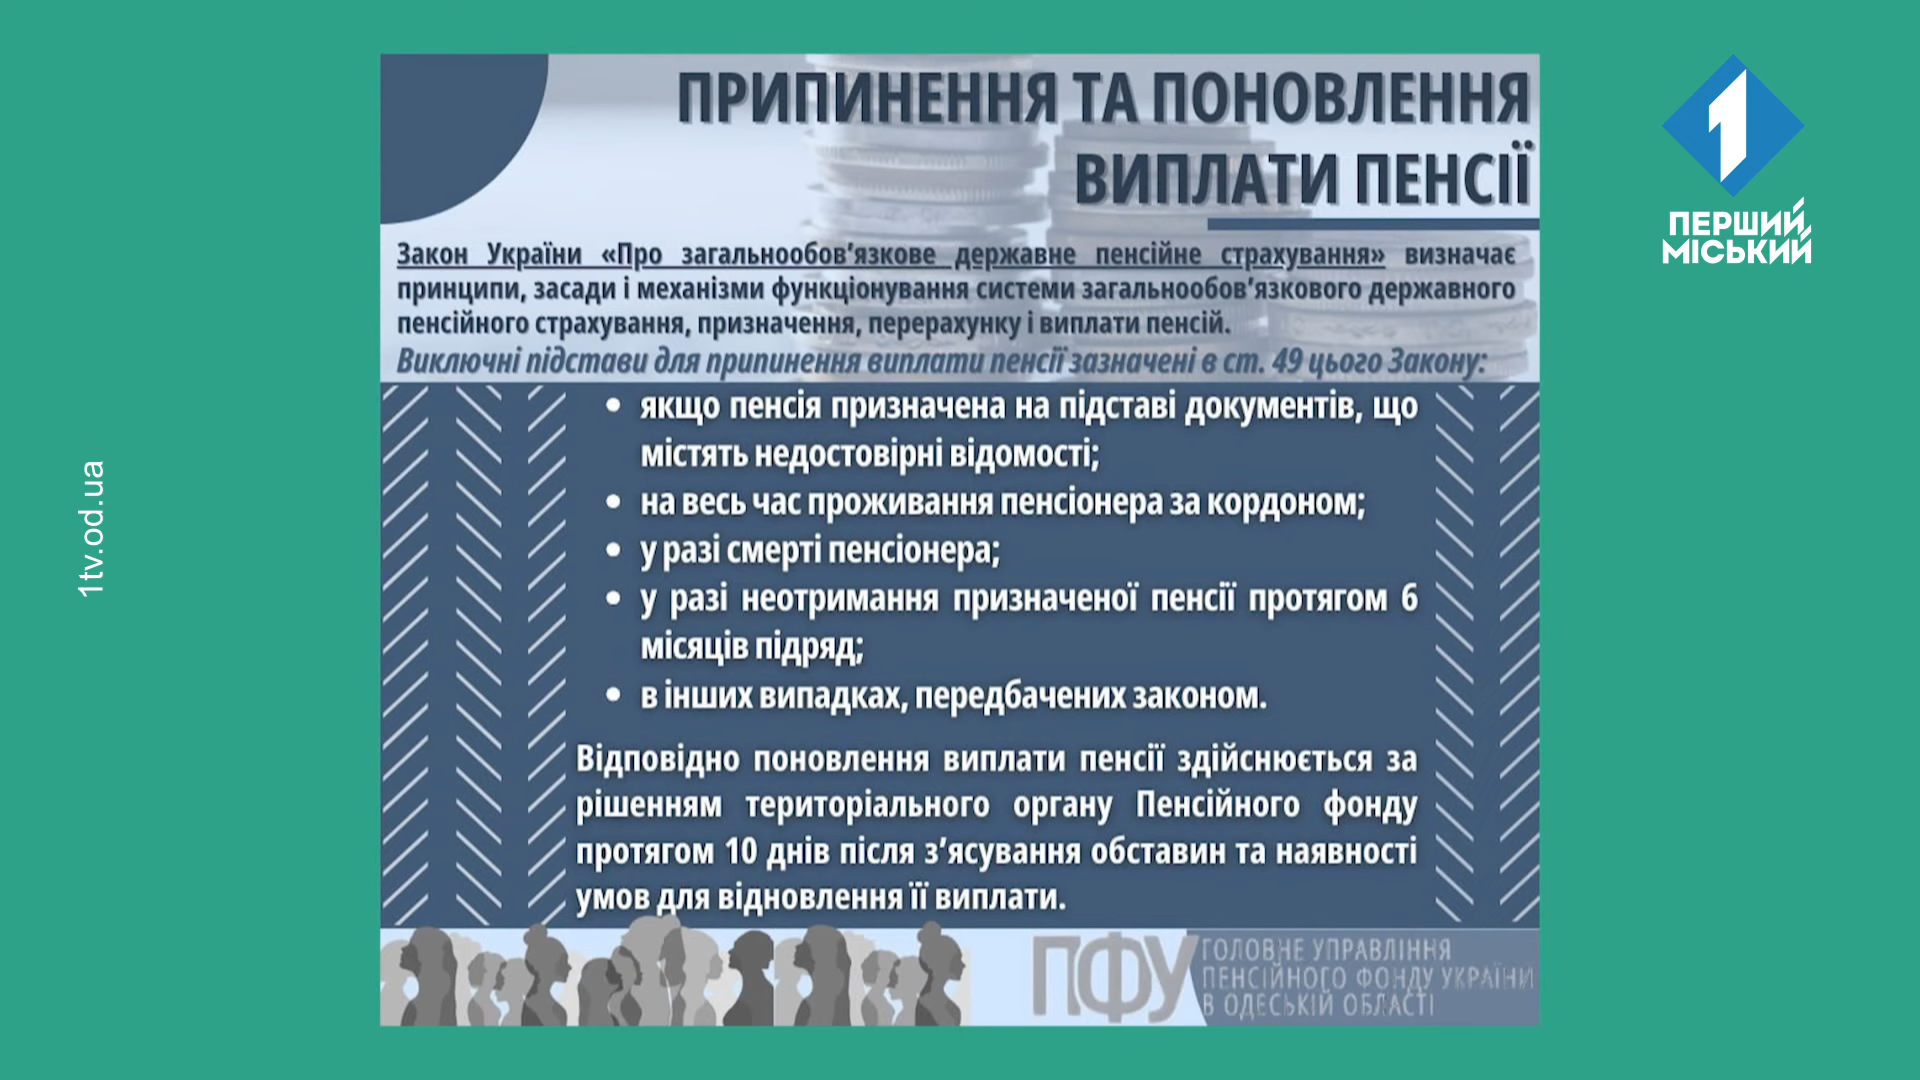 ПРИПИНЕННЯ ТА ПОНОВЛЕННЯ
ВИПЛАТИ ПЕНСІЇ
ПЕРШИЙ
МІСЬКИЙ
Закон України «Про загальнообов’язкове державне пенсійне страхування» визначає
принципи, засади і механізми функціонування системи загальнообов’язкового державного
пенсійного страхування, призначення, перерахунку і виплати пенсій.
Виключні підстави для припинення виплати пенсії зазначені в ст. 49 цього Закону:
• якщо пенсія призначена на підставі документів, що
містять недостовірні відомості;
• на весь час проживання пенсіонера за кордоном;
• у разі смерті пенсіонера;
• у разі неотримання призначеної пенсії протягом 6
місяців підряд;
• в інших випадках, передбачених законом.
Відповідно поновлення виплати пенсії здійснюється за
рішенням територіального органу Пенсійного фонду
протягом 10 днів після з’ясування обставин та наявності
умов для відновлення її виплати.
ПФУ
ГОЛОВНЕ УПРАВЛІННЯ
ПЕНСІЙНОГО ФОНДУ УКРАЇНИ
В ОДЕСЬКІЙ ОБЛАСТІ
1tv.od.ua
1